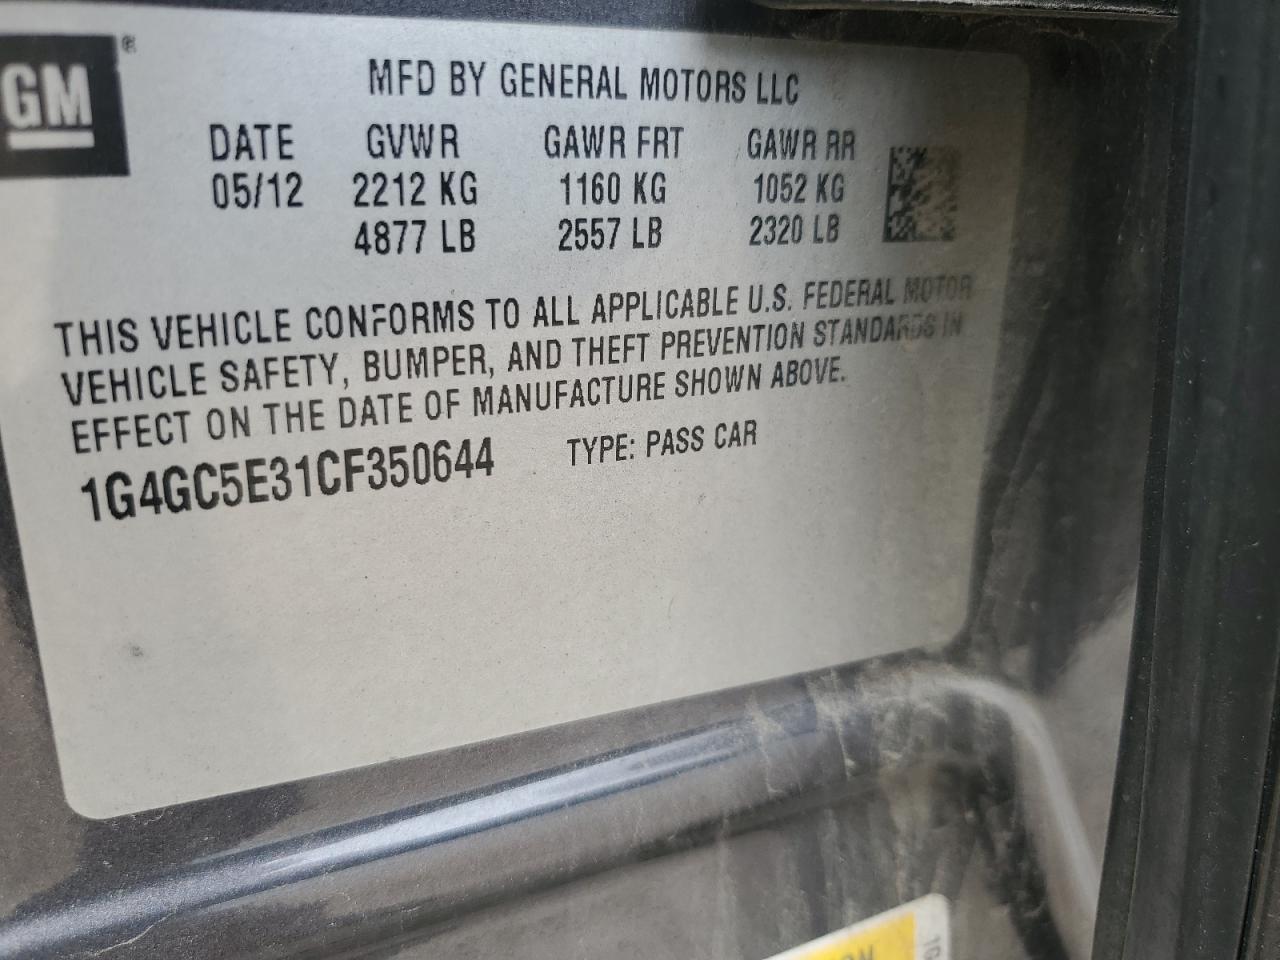 GM®
MFD BY GENERAL MOTORS LLC
DATE GVWR GAWR FRT GAWR RR
05/12 2212 KG 1160 KG 1052 KG
4877 LB 2557 LB 2320 LB
THIS VEHICLE CONFORMS TO ALL APPLICABLE U.S. FEDERAL MOTOR
VEHICLE SAFETY, BUMPER, AND THEFT PREVENTION STANDARDS IN
EFFECT ON THE DATE OF MANUFACTURE SHOWN ABOVE.
1G4GC5E31CF350644 TYPE: PASS CAR